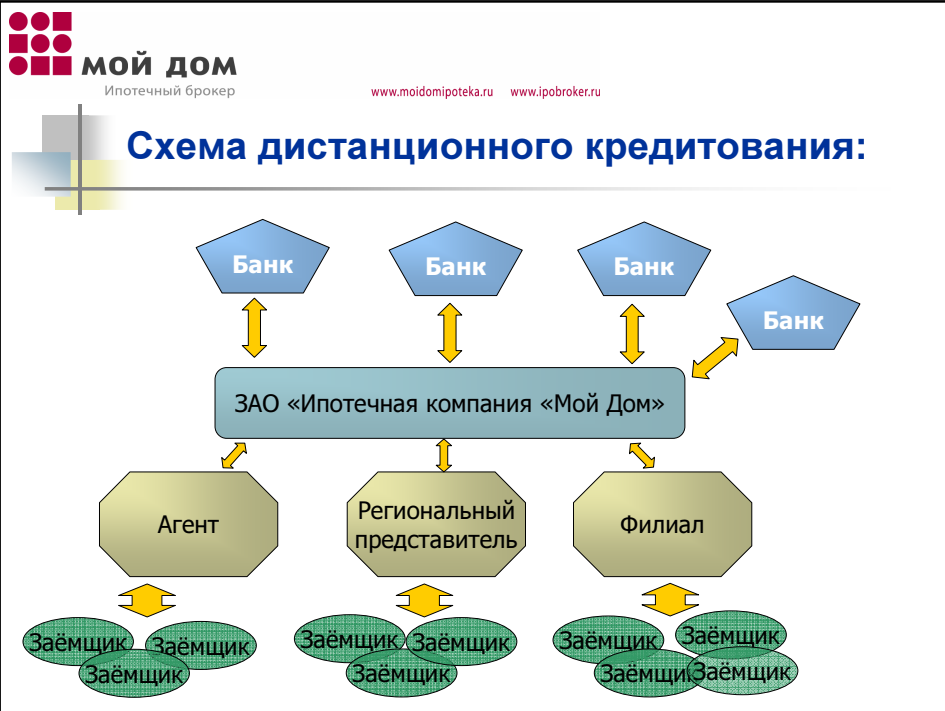 мой дом
Ипотечный брокер
www.moidomipoteka.ru www.ipobroker.ru
Схема дистанционного кредитования:
Банк
Банк
Банк
Банк
ЗАО «Ипотечная компания «Мой Дом»
Агент
Региональный
представитель
Филиал
Заёмщик
Заёмщик
Заёмщик
Заёмщик
Заёмщик
Заёмщик
Заёмщик
Заёмщик
Заёмщи
Заёмщик